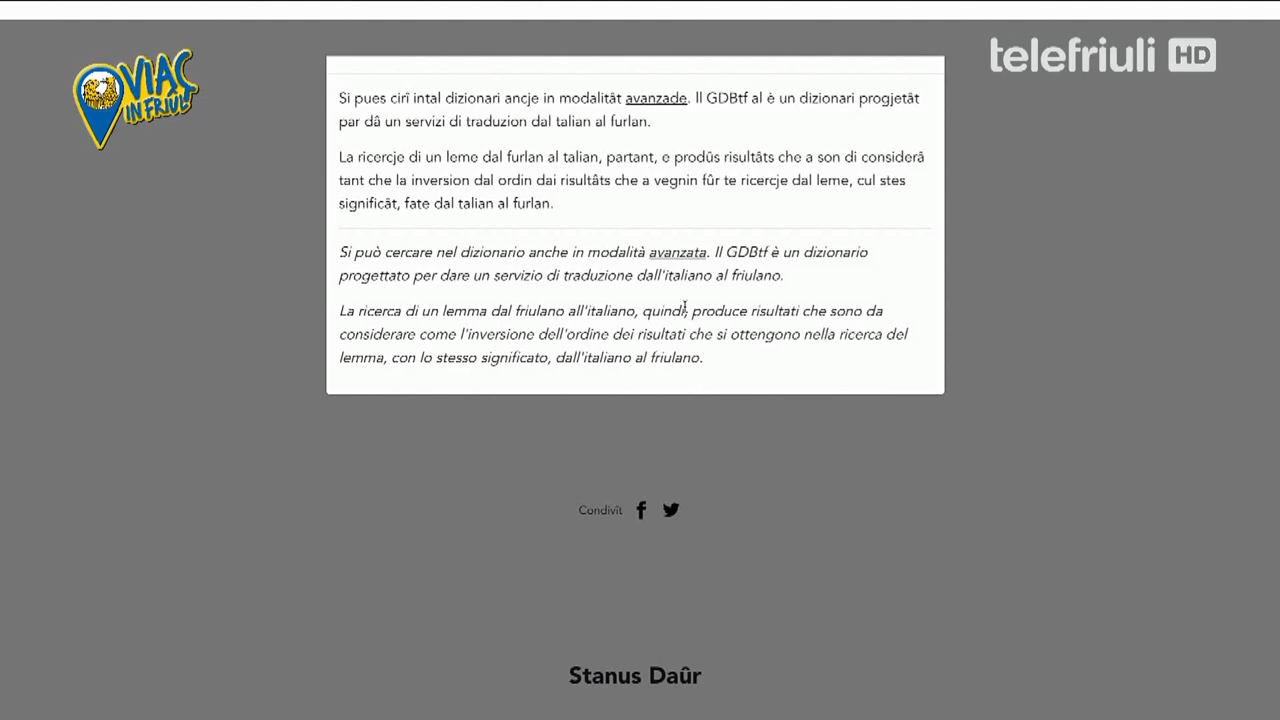 VIAÇ
IN FRIÛL
telefriuli HD
Si pues cirî intal dizionari ancje in modalitât avanzade. Il GDBtf al è un dizionari progjetât
par dâ un servizi di traduzion dal talian al furlan.
La ricercje di un leme dal furlan al talian, partant, e prodûs risultâts che a son di considerâ
tant che la inversion dal ordin dai risultâts che a vegnin fûr te ricercje dal leme, cul stes
significât, fate dal talian al furlan.
Si può cercare nel dizionario anche in modalità avanzata. Il GDBtf è un dizionario
progettato per dare un servizio di traduzione dall'italiano al friulano.
La ricerca di un lemma dal friulano all'italiano, quindi, produce risultati che sono da
considerare come l'inversione dell'ordine dei risultati che si ottengono nella ricerca del
lemma, con lo stesso significato, dall'italiano al friulano.
Condivît
Stanus Daûr